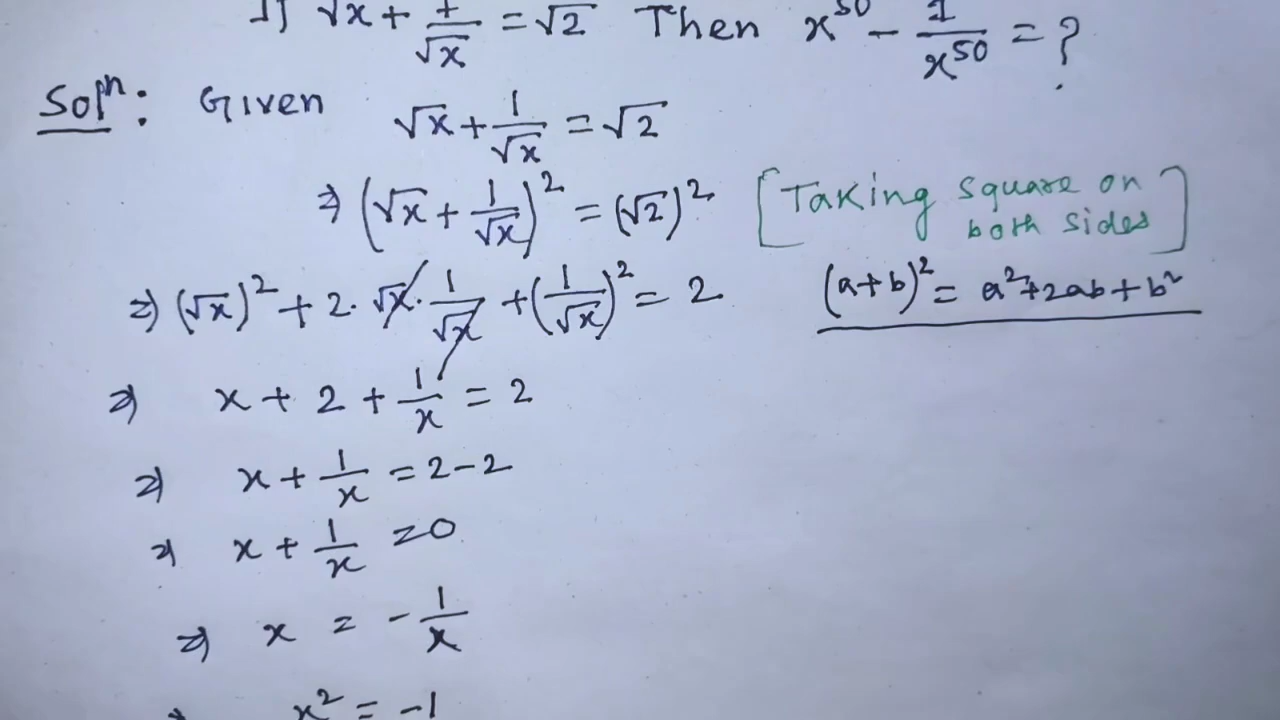 If √x + 1/√x = √2 Then x^50 - 1/x^50 = ?
Solⁿ: Given √x + 1/√x = √2
⇒ (√x + 1/√x)² = (√2)² [Taking square on both sides]
⇒ (√x)² + 2·√x·1/√x + (1/√x)² = 2 (a+b)² = a²+2ab+b²
⇒ x + 2 + 1/x = 2
⇒ x + 1/x = 2-2
⇒ x + 1/x = 0
⇒ x = -1/x
⇒ x² = -1